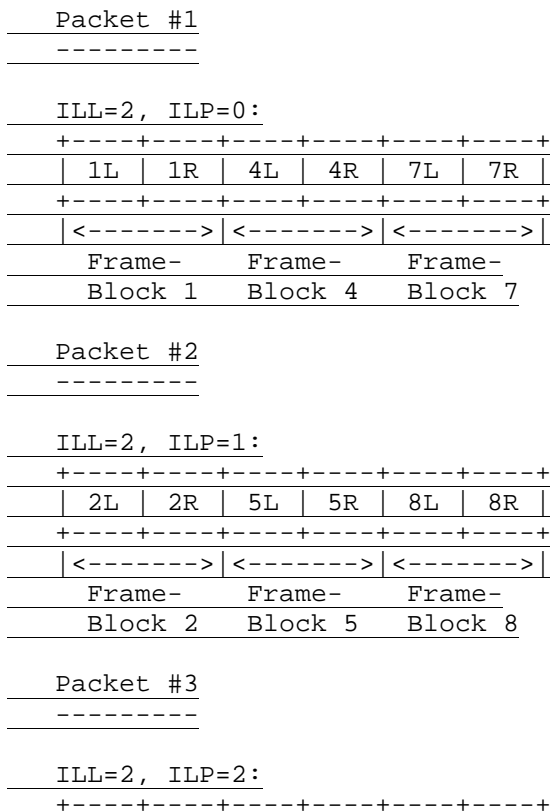 Packet #1
---------
ILL=2, ILP=0:
+----+----+----+----+----+----+
| 1L | 1R | 4L | 4R | 7L | 7R |
+----+----+----+----+----+----+
|<------->|<------->|<------->|
Frame-    Frame-    Frame-
Block 1   Block 4   Block 7
Packet #2
---------
ILL=2, ILP=1:
+----+----+----+----+----+----+
| 2L | 2R | 5L | 5R | 8L | 8R |
+----+----+----+----+----+----+
|<------->|<------->|<------->|
Frame-    Frame-    Frame-
Block 2   Block 5   Block 8
Packet #3
---------
ILL=2, ILP=2:
+----+----+----+----+----+----+